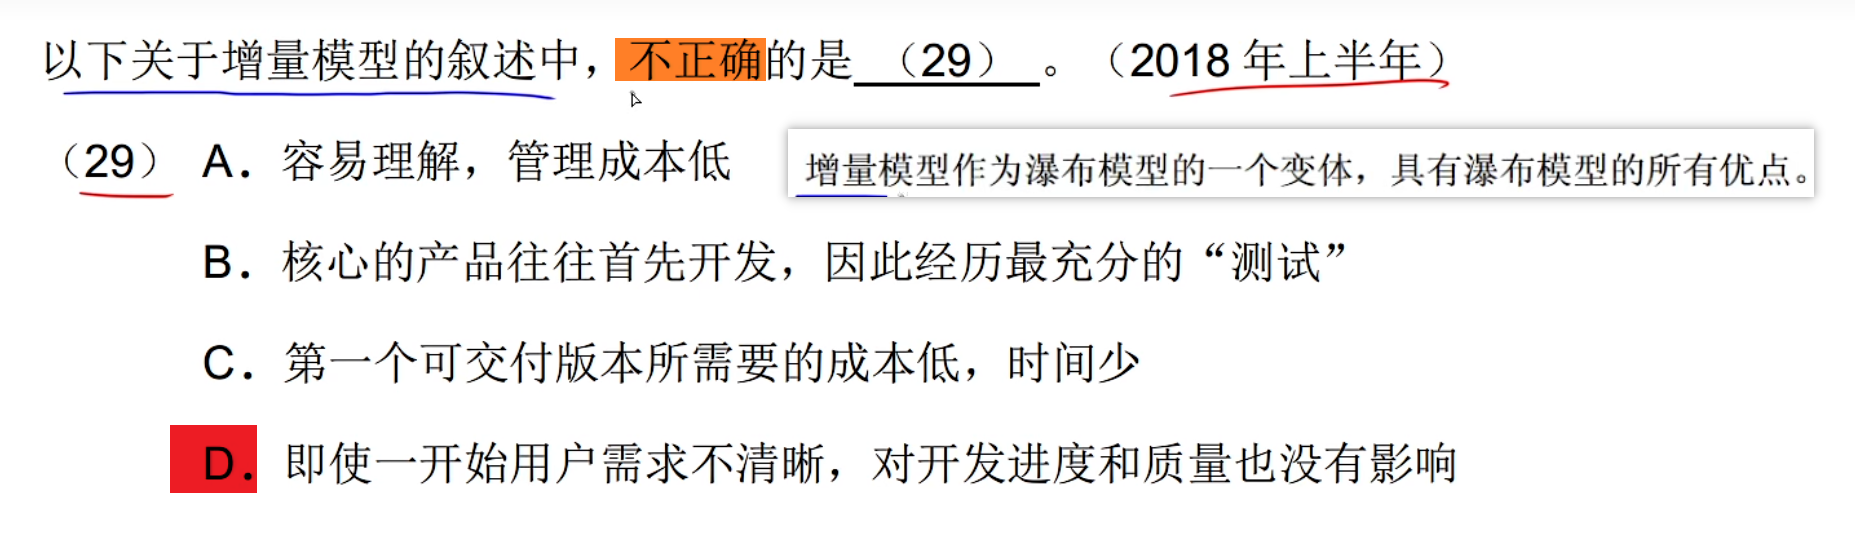 以下关于增量模型的叙述中，不正确的是 （29） 。（2018 年上半年）
（29） A．容易理解，管理成本低
增量模型作为瀑布模型的一个变体，具有瀑布模型的所有优点。
B．核心的产品往往首先开发，因此经历最充分的“测试”
C．第一个可交付版本所需要的成本低，时间少
D．即使一开始用户需求不清晰，对开发进度和质量也没有影响